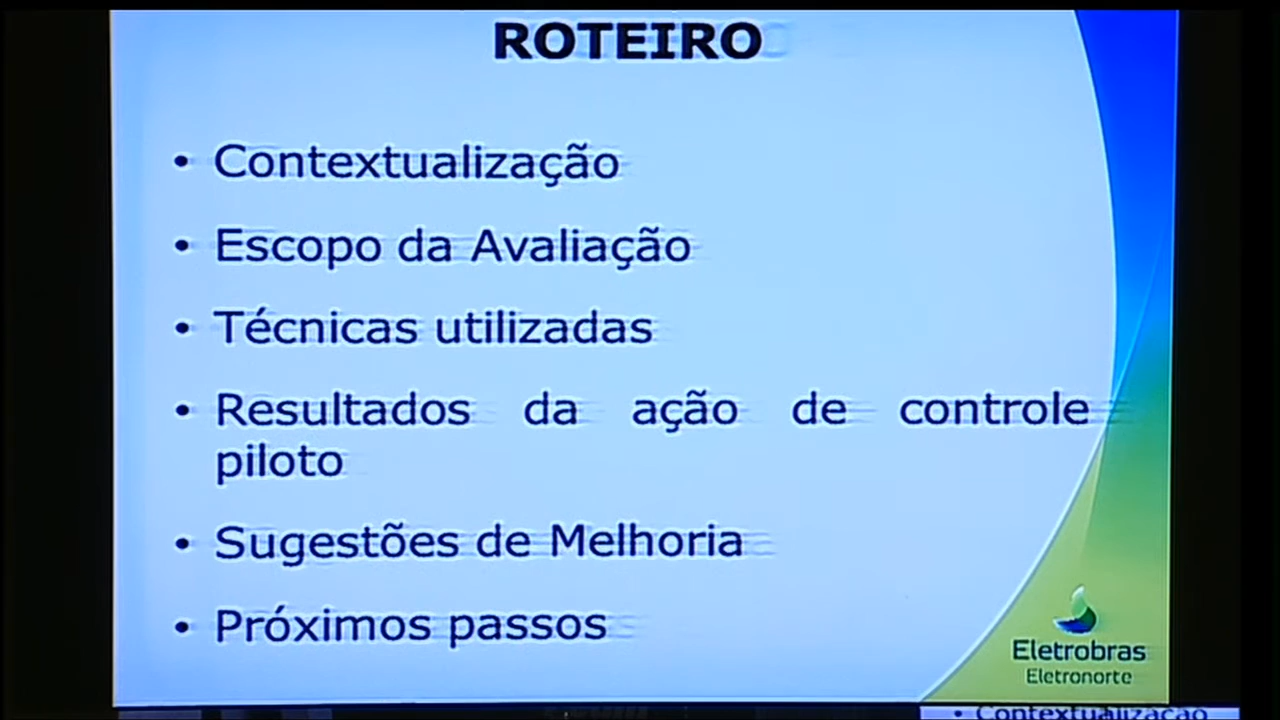 ROTEIRO
• Contextualização
• Escopo da Avaliação
• Técnicas utilizadas
• Resultados da ação de controle
piloto
• Sugestões de Melhoria
• Próximos passos
Eletrobras
Eletronorte
• Contextualização